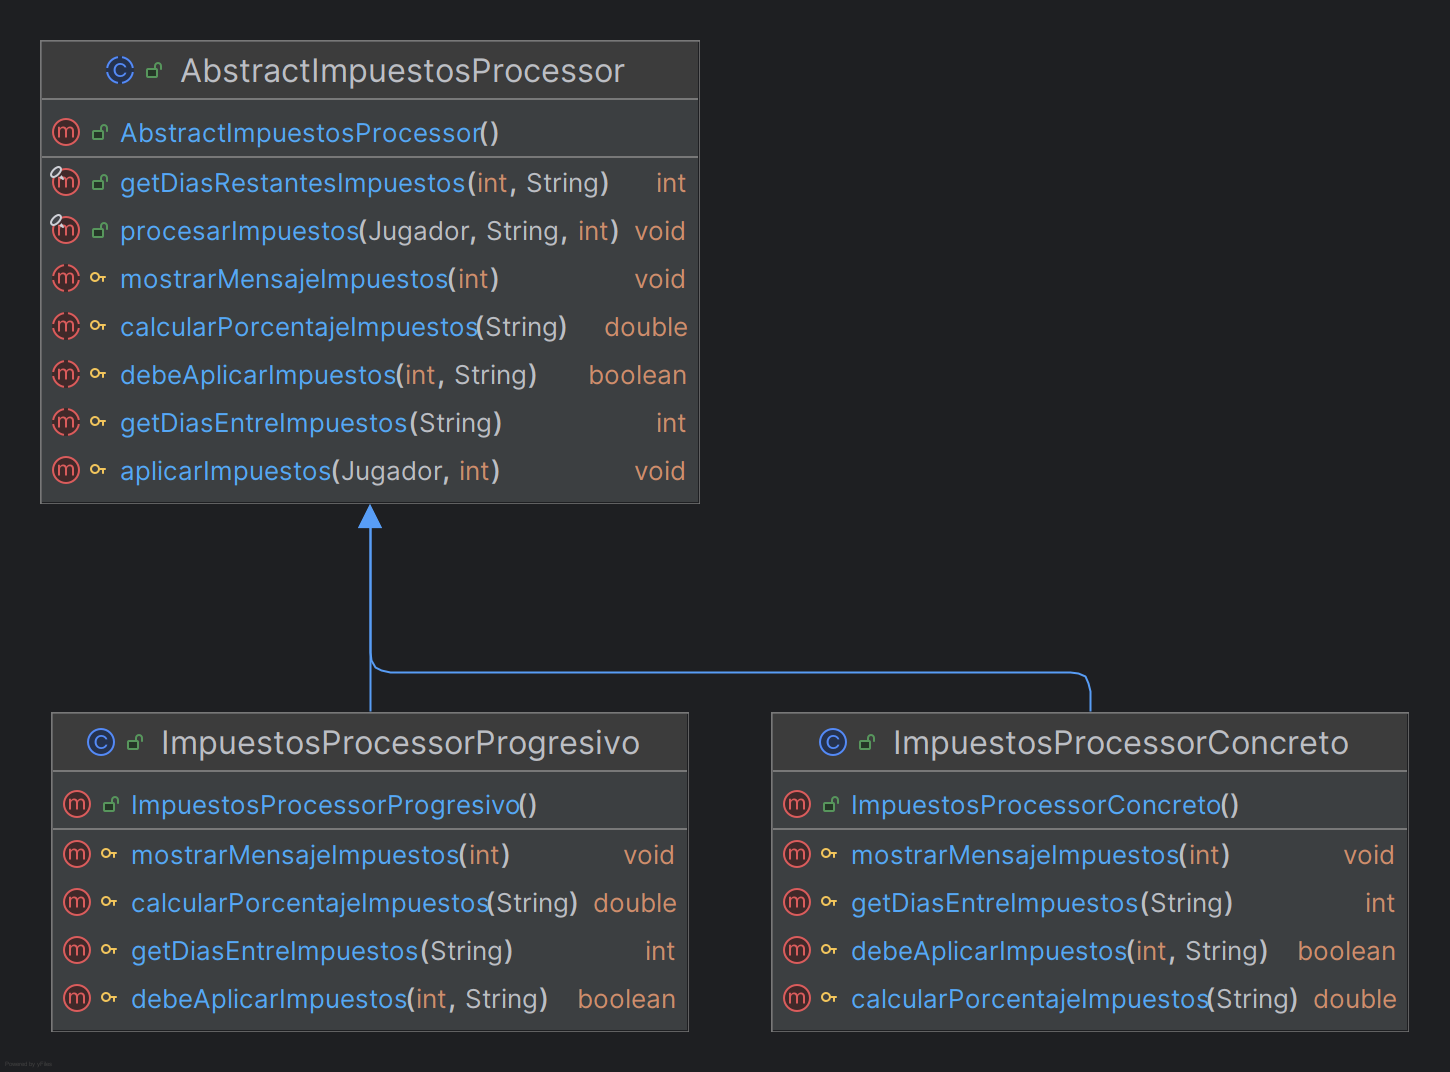 AbstractImpuestosProcessor
AbstractImpuestosProcessor()
getDiasRestantesImpuestos(int, String) int
procesarImpuestos(Jugador, String, int) void
mostrarMensajeImpuestos(int) void
calcularPorcentajeImpuestos(String) double
debeAplicarImpuestos(int, String) boolean
getDiasEntreImpuestos(String) int
aplicarImpuestos(Jugador, int) void
ImpuestosProcessorProgresivo
ImpuestosProcessorProgresivo()
mostrarMensajeImpuestos(int) void
calcularPorcentajeImpuestos(String) double
getDiasEntreImpuestos(String) int
debeAplicarImpuestos(int, String) boolean
ImpuestosProcessorConcreto
ImpuestosProcessorConcreto()
mostrarMensajeImpuestos(int) void
getDiasEntreImpuestos(String) int
debeAplicarImpuestos(int, String) boolean
calcularPorcentajeImpuestos(String) double